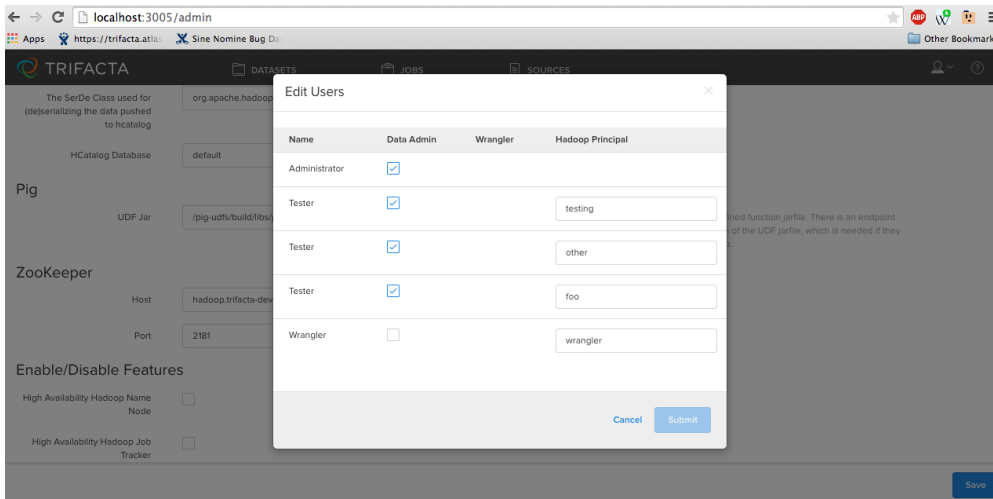 localhost:3005/admin
ABP
Apps https://trifacta.atlas Sine Nomine Bug Da Other Bookmark
TRIFACTA DATASETS JOBS SOURCES
The SerDe Class used for
(de)serializing the data pushed
to hcatalog
org.apache.hadoop
HCatalog Database default
Pig
UDF Jar /pig-udfs/build/libs/
ined function jarfile. There is an endpoint
n of the UDF jarfile, which is needed if they
ZooKeeper
Host hadoop.trifacta-dev
Port 2181
Enable/Disable Features
High Availability Hadoop Name
Node
High Availability Hadoop Job
Tracker
Edit Users
Name Data Admin Wrangler Hadoop Principal
Administrator
Tester testing
Tester other
Tester foo
Wrangler wrangler
Cancel Submit
Save